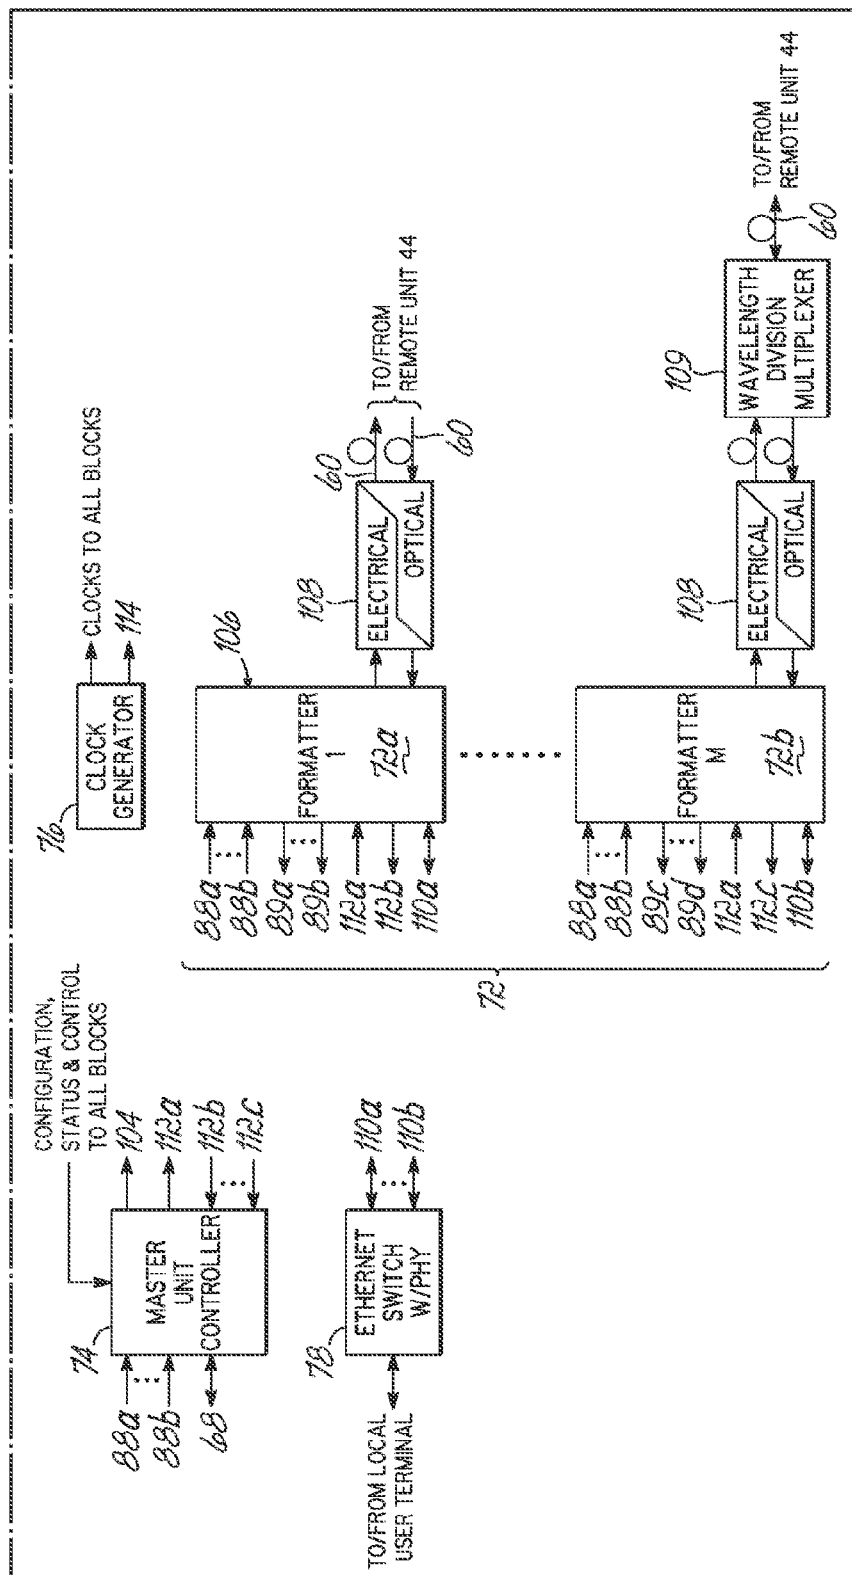 CONFIGURATION,
STATUS & CONTROL
TO ALL BLOCKS
74
MASTER
UNIT
CONTROLLER
88a
88b
68
104
112a
112b
112c
76
CLOCK
GENERATOR
CLOCKS TO ALL BLOCKS
114
78
ETHERNET
SWITCH
W/PHY
TO/FROM LOCAL
USER TERMINAL
110a
110b
72
88a
88b
89a
89b
112a
112b
110a
FORMATTER
1
72a
106
108
ELECTRICAL
OPTICAL
60
60
TO/FROM
REMOTE UNIT 44
88a
88b
89c
89d
112a
112c
110b
FORMATTER
M
72b
108
ELECTRICAL
OPTICAL
109
WAVELENGTH
DIVISION
MULTIPLEXER
60
TO/FROM
REMOTE UNIT 44